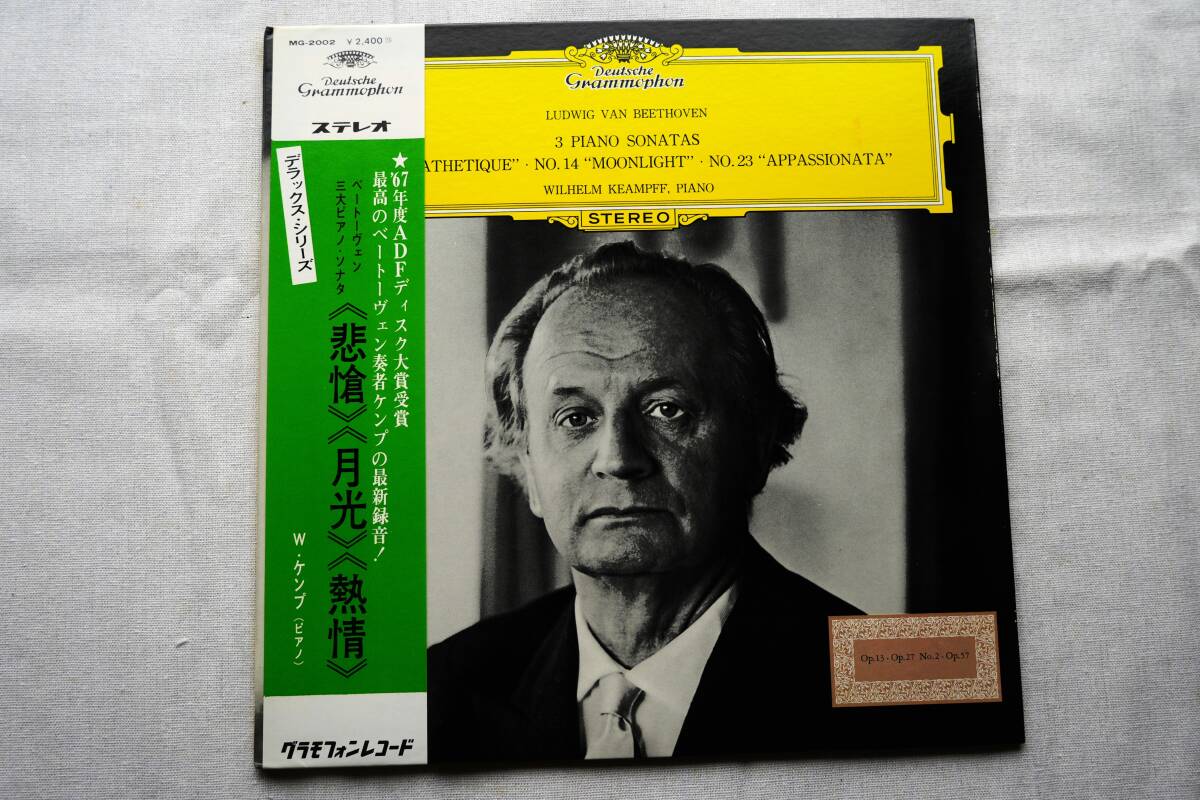 MG-2002 ¥2,400
Deutsche
Grammophon
ステレオ
デラックス・シリーズ
★'67年度ADFディスク大賞受賞
最高のベートーヴェン奏者ケンプの最新録音!
ベートーヴェン
三大ピアノ・ソナタ
《悲愴》《月光》《熱情》
W・ケンプ(ピアノ)
グラモフォンレコード
Deutsche
Grammophon
LUDWIG VAN BEETHOVEN
3 PIANO SONATAS
ATHETIQUE" · NO. 14 "MOONLIGHT" · NO. 23 "APPASSIONATA"
WILHELM KEAMPFF, PIANO
STEREO
Op.13 · Op.27 No.2 · Op.57